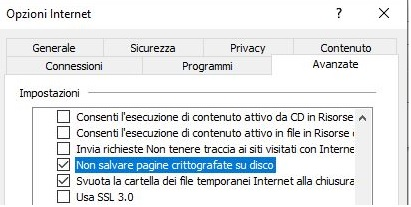 Opzioni Internet
? ×
Generale Sicurezza Privacy Contenuto
Connessioni Programmi Avanzate
Impostazioni
Consenti l'esecuzione di contenuto attivo da CD in Risorse
Consenti l'esecuzione di contenuto attivo in file in Risorse
Invia richieste Non tenere traccia ai siti visitati con Interne
Non salvare pagine crittografate su disco
Svuota la cartella dei file temporanei Internet alla chiusura
Usa SSL 3.0